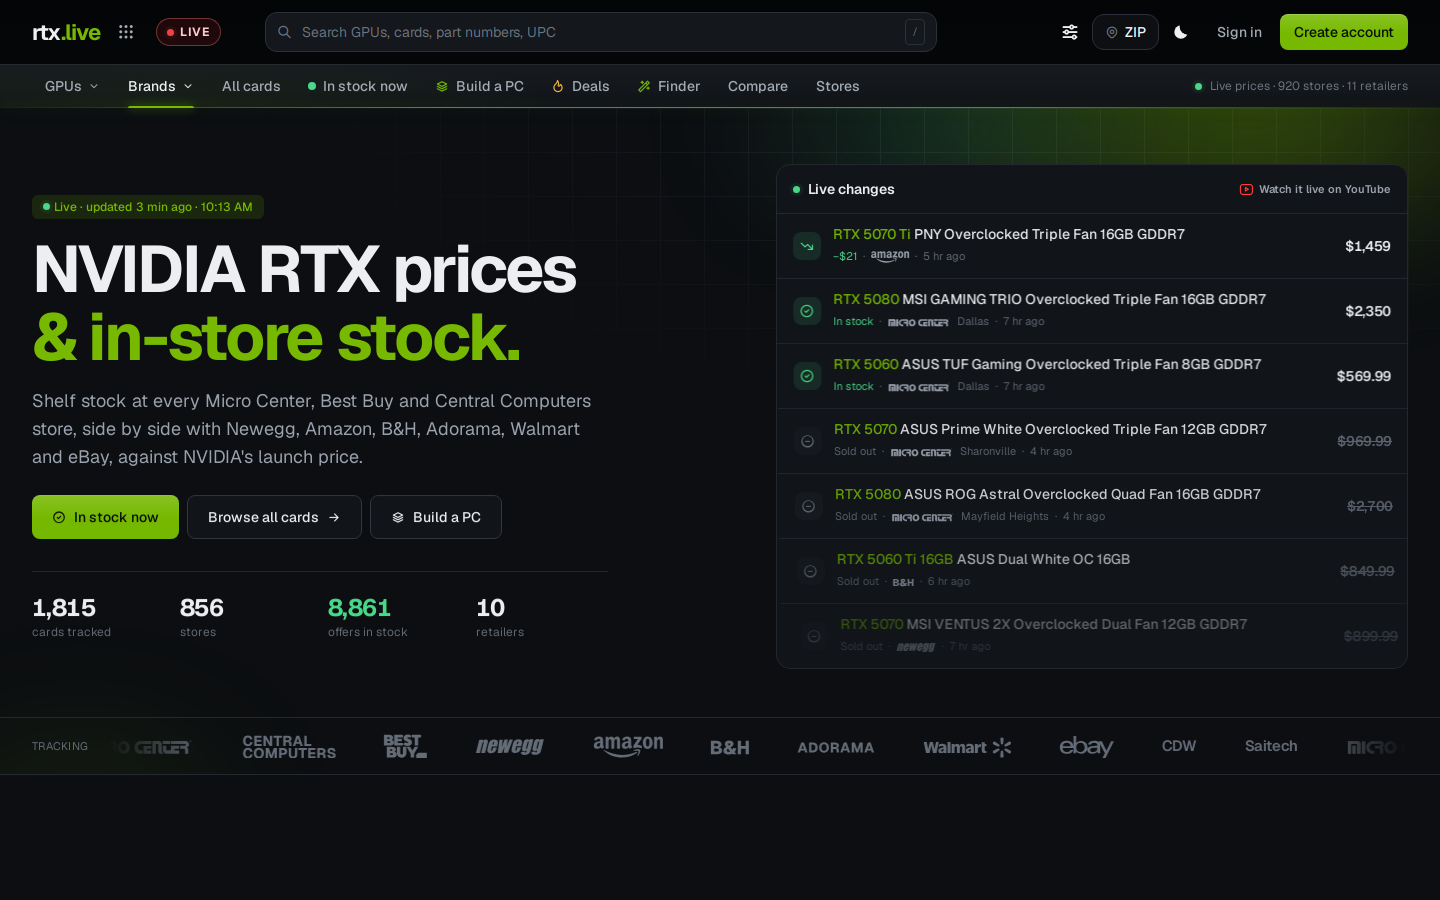 rtx.live
LIVE
Search GPUs, cards, part numbers, UPC
/
ZIP
Sign in
Create account
GPUs
Brands
All cards
In stock now
Build a PC
Deals
Finder
Compare
Stores
Live prices · 920 stores · 11 retailers
Live · updated 3 min ago · 10:13 AM
NVIDIA RTX prices
& in-store stock.
Shelf stock at every Micro Center, Best Buy and Central Computers
store, side by side with Newegg, Amazon, B&H, Adorama, Walmart
and eBay, against NVIDIA's launch price.
In stock now
Browse all cards →
Build a PC
1,815
cards tracked
856
stores
8,861
offers in stock
10
retailers
Live changes
Watch it live on YouTube
RTX 5070 Ti PNY Overclocked Triple Fan 16GB GDDR7
−$21 · amazon · 5 hr ago
$1,459
RTX 5080 MSI GAMING TRIO Overclocked Triple Fan 16GB GDDR7
In stock · MICRO CENTER Dallas · 7 hr ago
$2,350
RTX 5060 ASUS TUF Gaming Overclocked Triple Fan 8GB GDDR7
In stock · MICRO CENTER Dallas · 7 hr ago
$569.99
RTX 5070 ASUS Prime White Overclocked Triple Fan 12GB GDDR7
Sold out · MICRO CENTER Sharonville · 4 hr ago
$969.99
RTX 5080 ASUS ROG Astral Overclocked Quad Fan 16GB GDDR7
Sold out · MICRO CENTER Mayfield Heights · 4 hr ago
$2,700
RTX 5060 Ti 16GB ASUS Dual White OC 16GB
Sold out · B&H · 6 hr ago
$849.99
RTX 5070 MSI VENTUS 2X Overclocked Dual Fan 12GB GDDR7
Sold out · newegg · 7 hr ago
$899.99
TRACKING
RO CENTER
CENTRAL
COMPUTERS
BEST
BUY
newegg
amazon
B&H
ADORAMA
Walmart
ebay
CDW
Saitech
MICRO